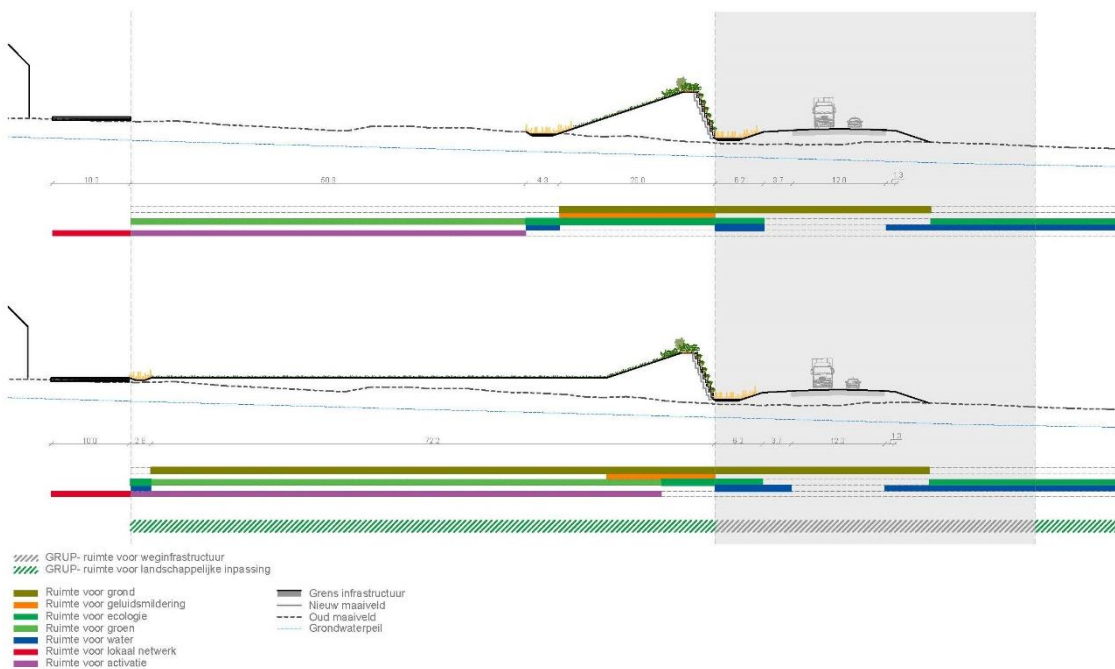 10.0 50.8 4.3 20.0 6.2 3.7 12.0 1.3
10.0 2.8 72.2 6.2 3.7 12.0 1.3
GRUP- ruimte voor weginfrastructuur
GRUP- ruimte voor landschappelijke inpassing
Ruimte voor grond
Ruimte voor geluidsmildering
Ruimte voor ecologie
Ruimte voor groen
Ruimte voor water
Ruimte voor lokaal netwerk
Ruimte voor activatie
Grens infrastructuur
Nieuw maaiveld
Oud maaiveld
Grondwaterpeil